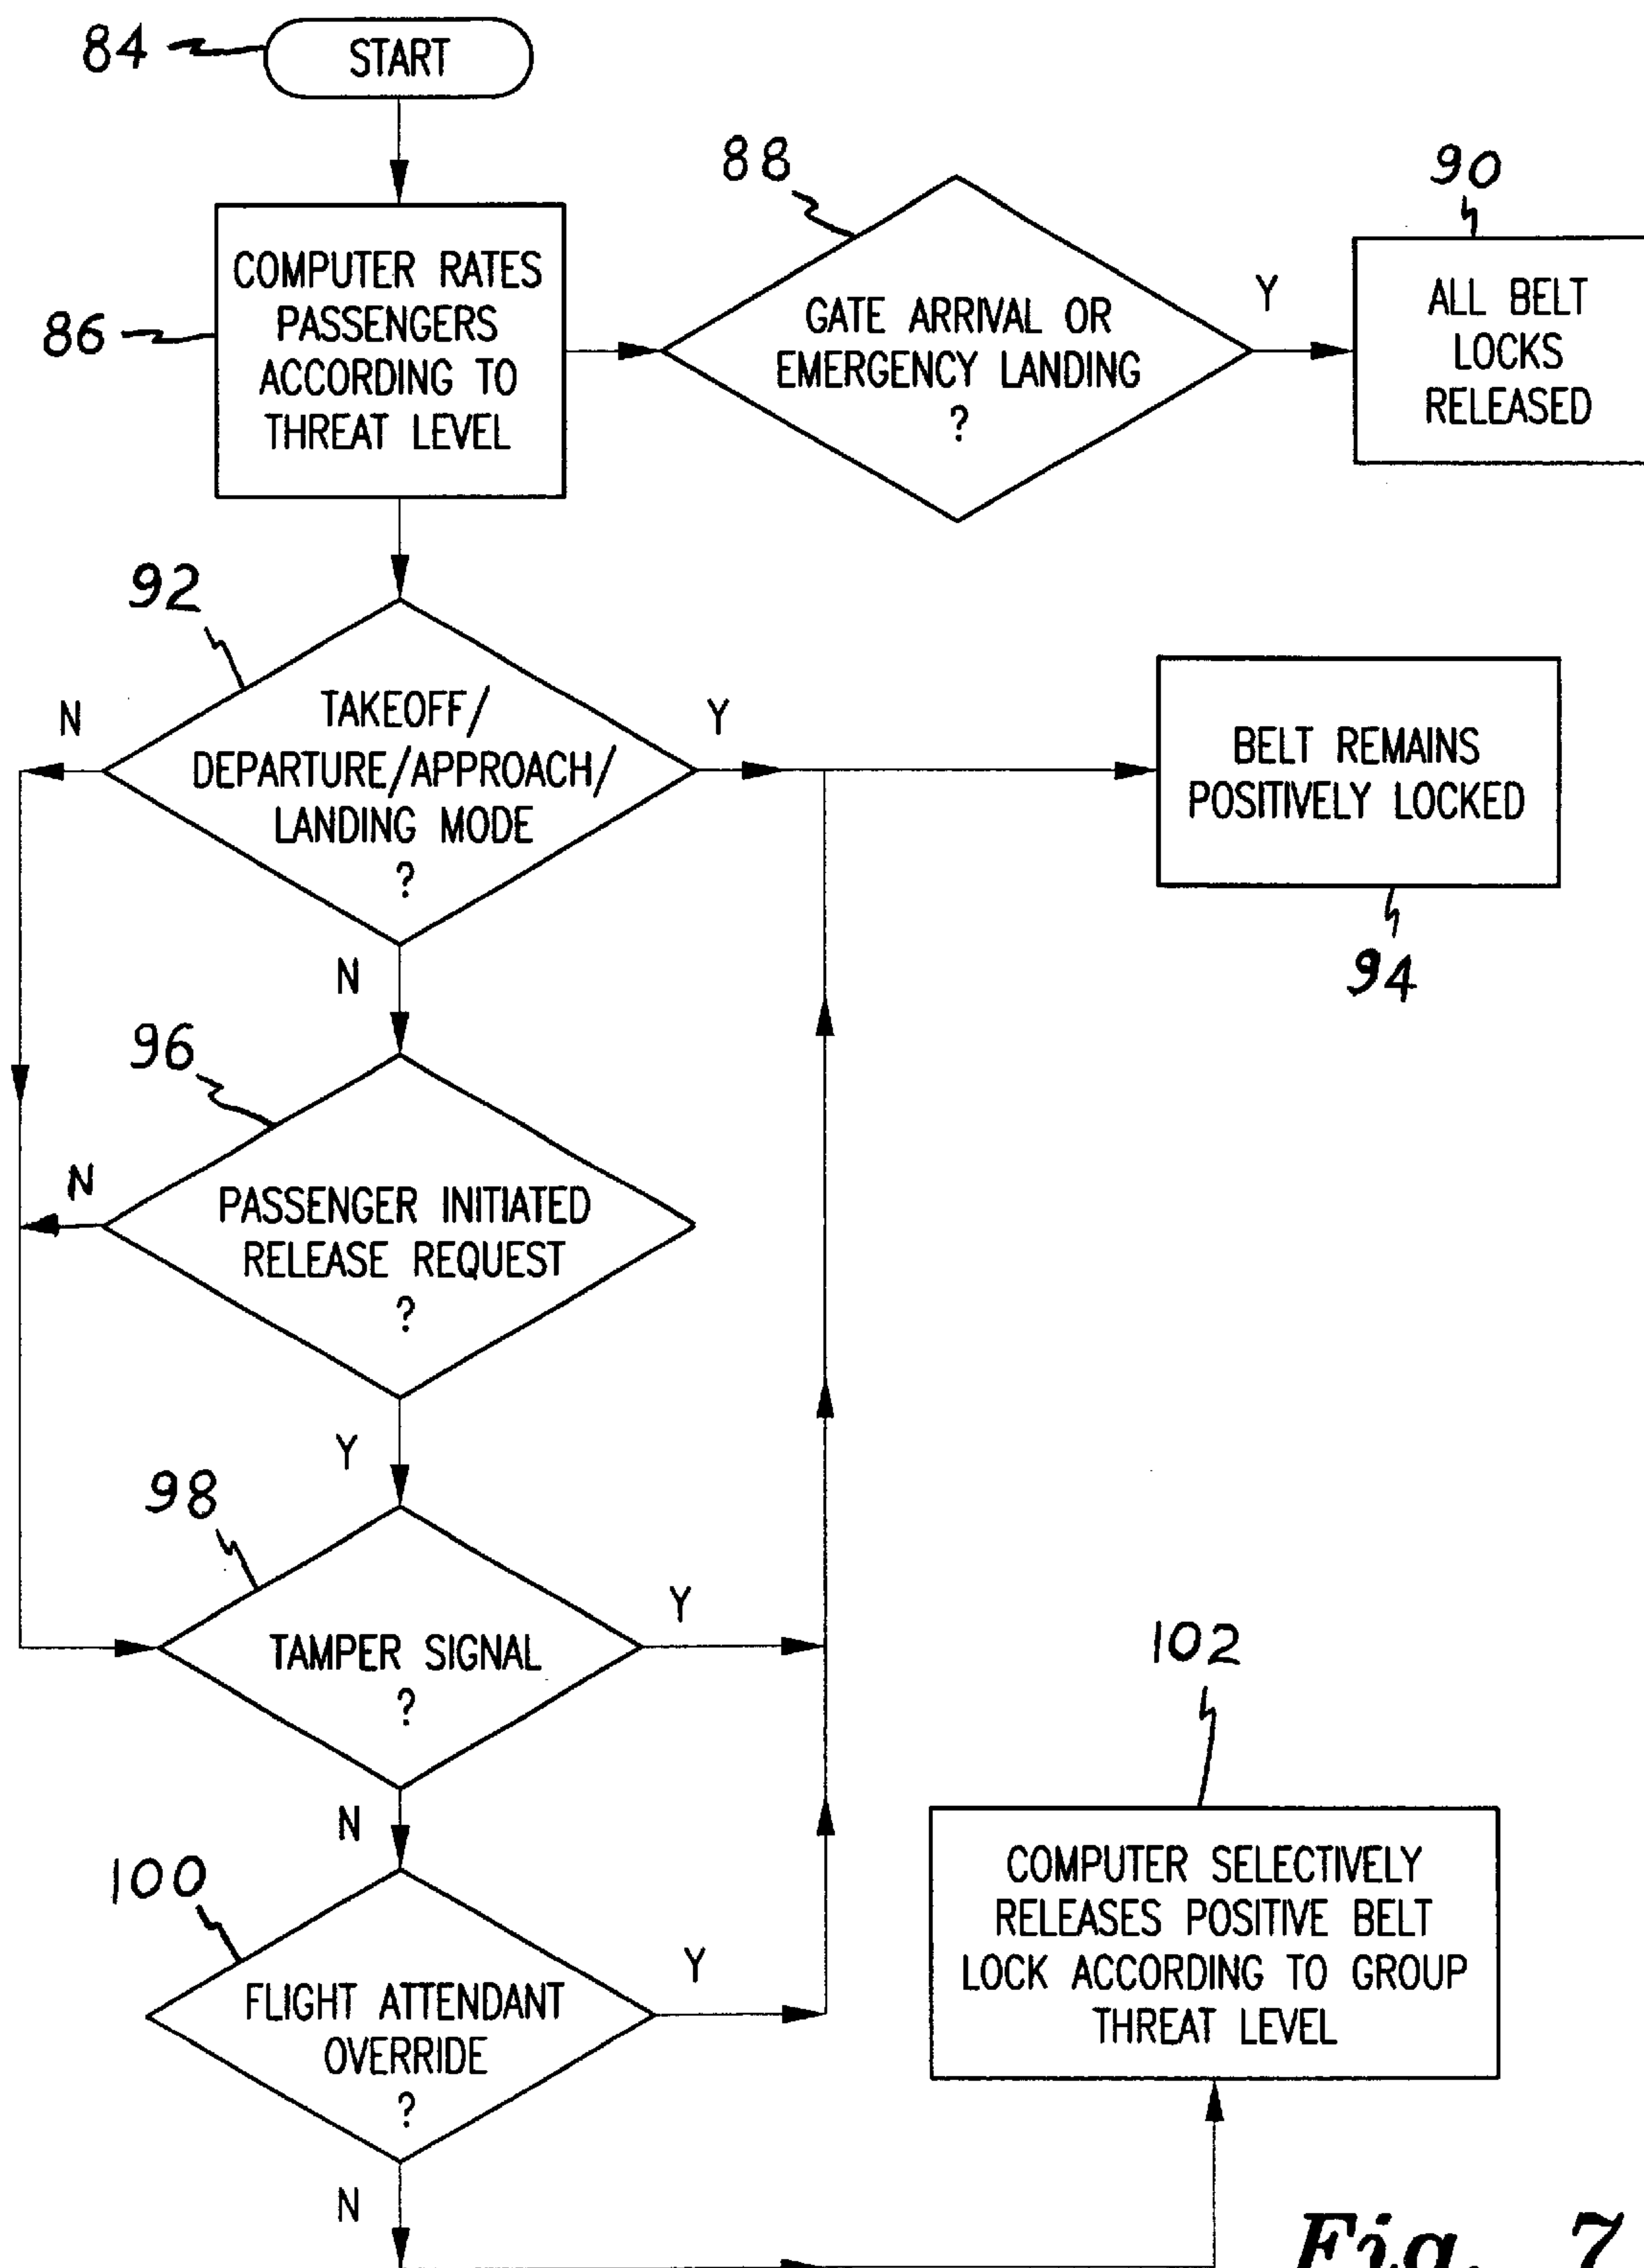 84
START
88
90
COMPUTER RATES
PASSENGERS
ACCORDING TO
THREAT LEVEL
86
GATE ARRIVAL OR
EMERGENCY LANDING
?
Y
ALL BELT
LOCKS
RELEASED
92
N
TAKEOFF/
DEPARTURE/APPROACH/
LANDING MODE
?
Y
BELT REMAINS
POSITIVELY LOCKED
94
N
96
N
PASSENGER INITIATED
RELEASE REQUEST
?
Y
98
TAMPER SIGNAL
?
Y
102
N
100
FLIGHT ATTENDANT
OVERRIDE
?
Y
COMPUTER SELECTIVELY
RELEASES POSITIVE BELT
LOCK ACCORDING TO GROUP
THREAT LEVEL
N
Fig. 7